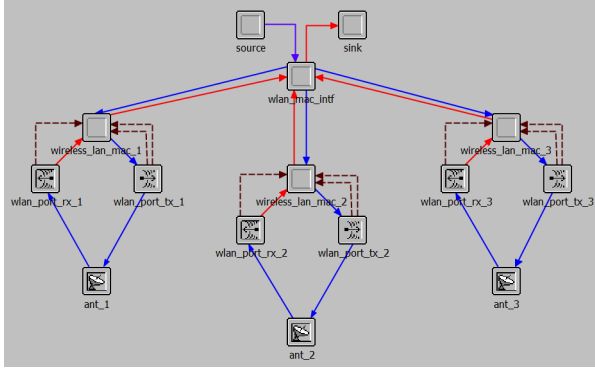 source
sink
wlan_mac_intf
wireless_lan_mac_1
wireless_lan_mac_3
wlan_port_rx_1
wlan_port_tx_1
wireless_lan_mac_2
wlan_port_rx_3
wlan_port_tx_3
wlan_port_rx_2
wlan_port_tx_2
ant_1
ant_3
ant_2